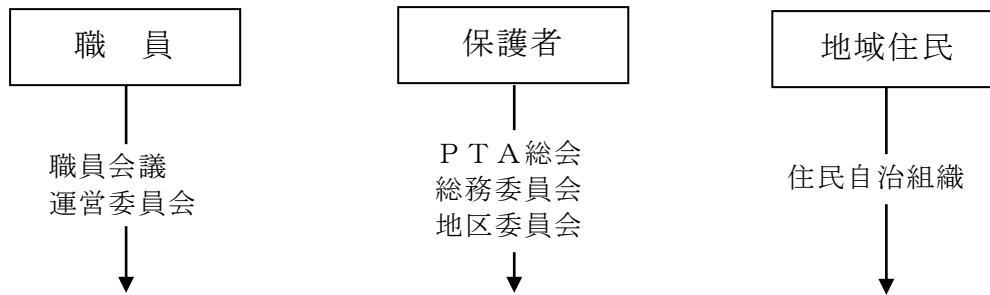 職　員
保護者
地域住民
職員会議
運営委員会
ＰＴＡ総会
総務委員会
地区委員会
住民自治組織